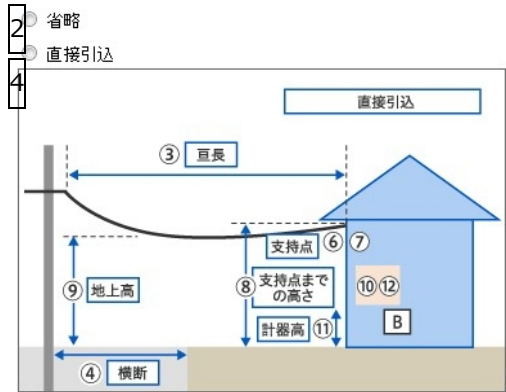 2 省略
直接引込
4
直接引込
③ 亘長
支持点 ⑥ ⑦
⑨ 地上高
⑧ 支持点まで
の高さ
⑩ ⑫
計器高 ⑪
B
④ 横断